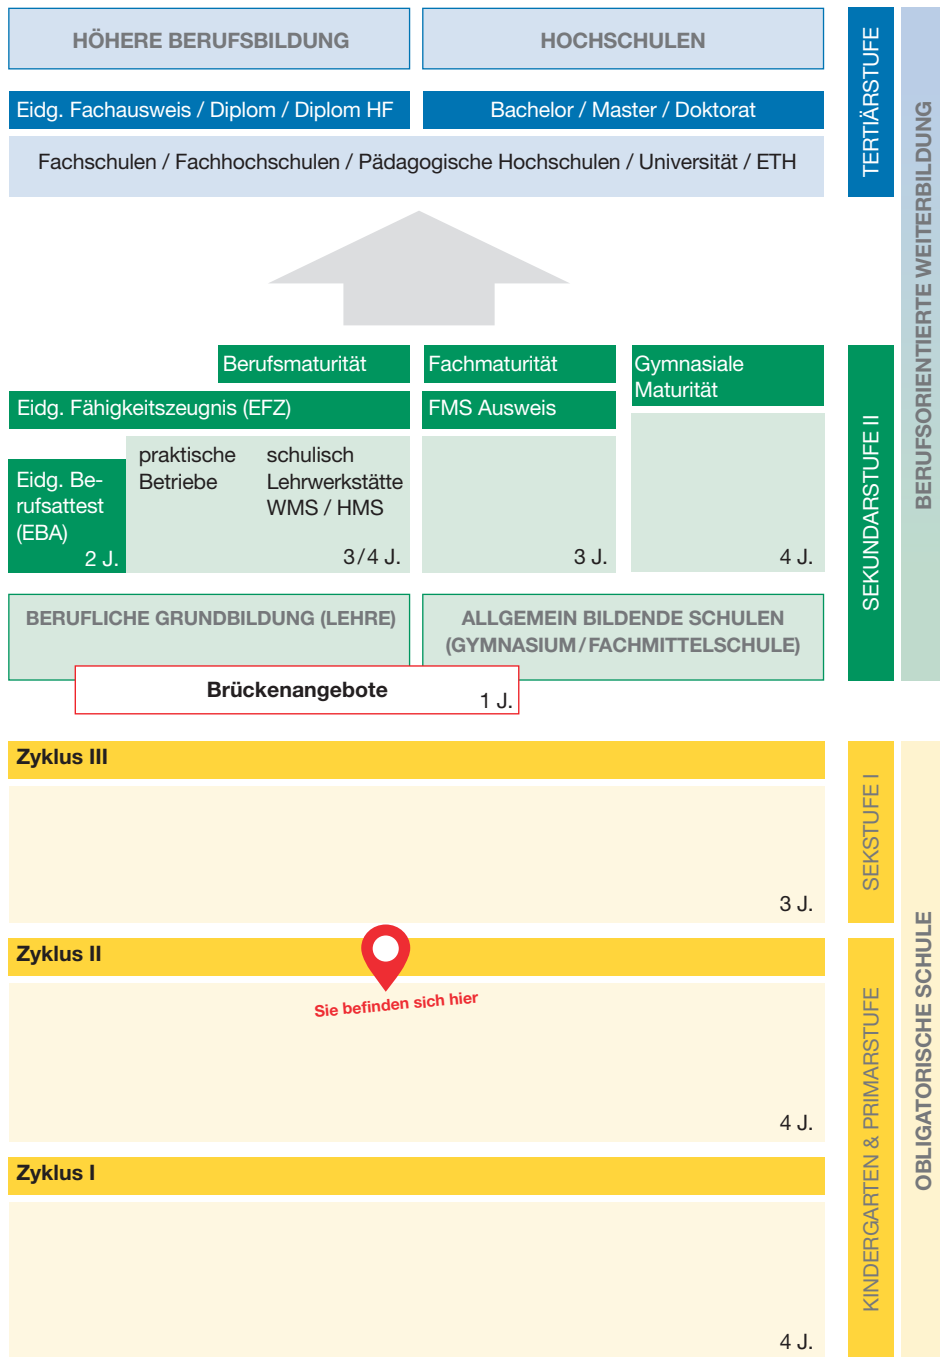 HÖHERE BERUFSBILDUNG
HOCHSCHULEN
Eidg. Fachausweis / Diplom / Diplom HF
Bachelor / Master / Doktorat
Fachschulen / Fachhochschulen / Pädagogische Hochschulen / Universität / ETH
TERTIÄRSTUFE
BERUFSORIENTIERTE WEITERBILDUNG
Berufsmaturität
Fachmaturität
Gymnasiale
Maturität
Eidg. Fähigkeitszeugnis (EFZ)
FMS Ausweis
praktische
Betriebe
schulisch
Lehrwerkstätte
WMS / HMS
Eidg. Be-
rufsattest
(EBA)
2 J.
3/4 J.
3 J.
4 J.
SEKUNDARSTUFE II
BERUFLICHE GRUNDBILDUNG (LEHRE)
ALLGEMEIN BILDENDE SCHULEN
(GYMNASIUM/FACHMITTELSCHULE)
Brückenangebote
1 J.
Zyklus III
3 J.
SEKSTUFE I
OBLIGATORISCHE SCHULE
Zyklus II
Sie befinden sich hier
4 J.
KINDERGARTEN & PRIMARSTUFE
Zyklus I
4 J.